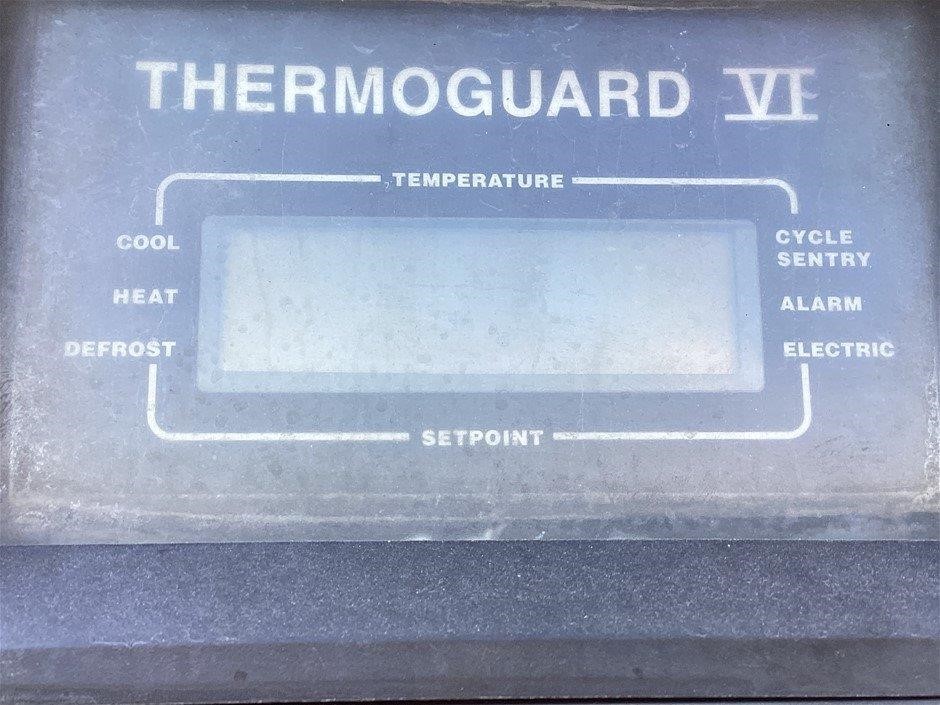 THERMOGUARD VI
TEMPERATURE
COOL
CYCLE
SENTRY
HEAT
ALARM
DEFROST
ELECTRIC
SETPOINT